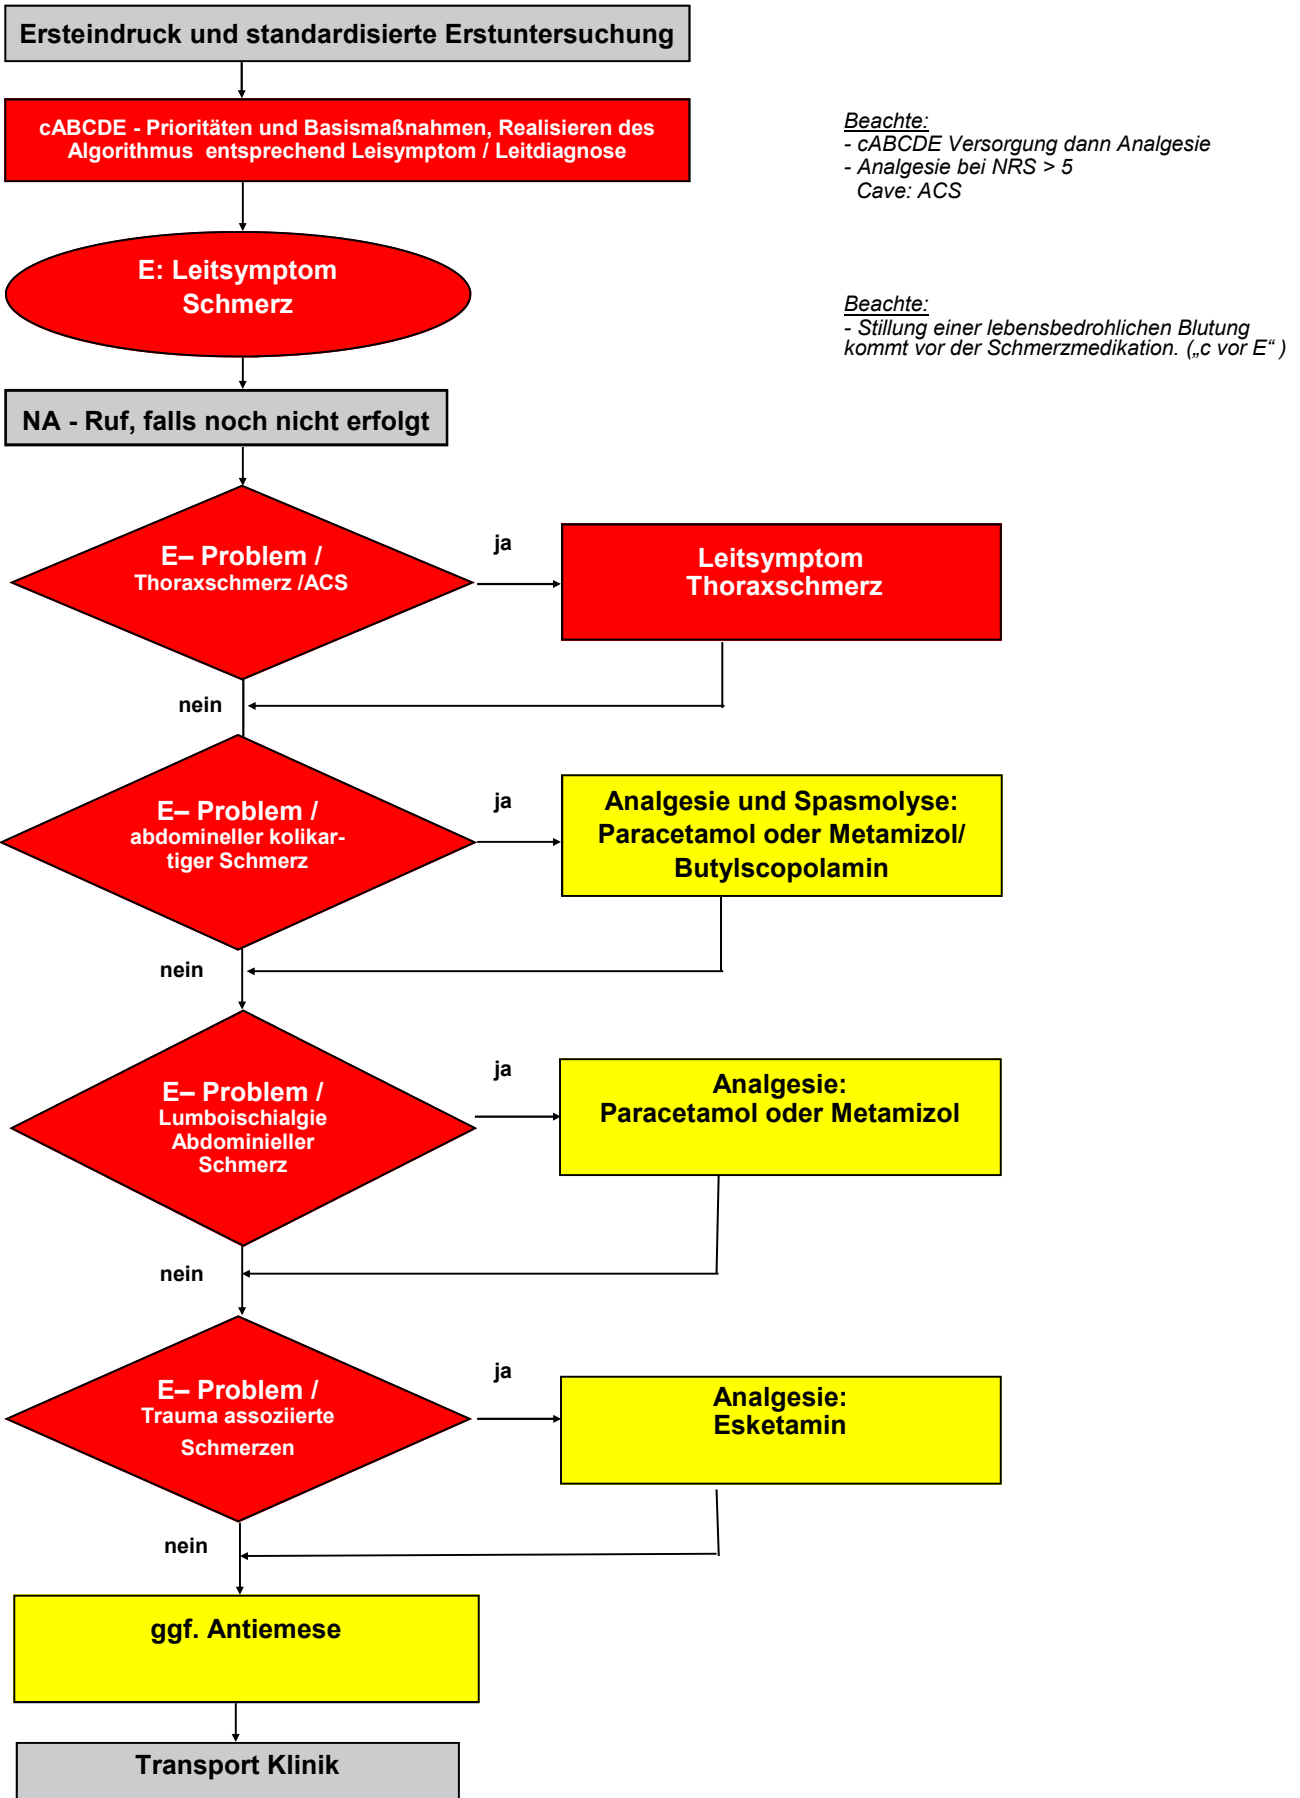 Ersteindruck und standardisierte Erstuntersuchung
cABCDE - Prioritäten und Basismaßnahmen, Realisieren des
Algorithmus entsprechend Leisymptom / Leitdiagnose
Beachte:
- cABCDE Versorgung dann Analgesie
- Analgesie bei NRS > 5
Cave: ACS
E: Leitsymptom
Schmerz
Beachte:
- Stillung einer lebensbedrohlichen Blutung
kommt vor der Schmerzmedikation. („c vor E“ )
NA - Ruf, falls noch nicht erfolgt
E– Problem /
Thoraxschmerz /ACS
ja
Leitsymptom
Thoraxschmerz
nein
E– Problem /
abdomineller kolikar-
tiger Schmerz
ja
Analgesie und Spasmolyse:
Paracetamol oder Metamizol/
Butylscopolamin
nein
E– Problem /
Lumboischialgie
Abdominieller
Schmerz
ja
Analgesie:
Paracetamol oder Metamizol
nein
E– Problem /
Trauma assoziierte
Schmerzen
ja
Analgesie:
Esketamin
nein
ggf. Antiemese
Transport Klinik